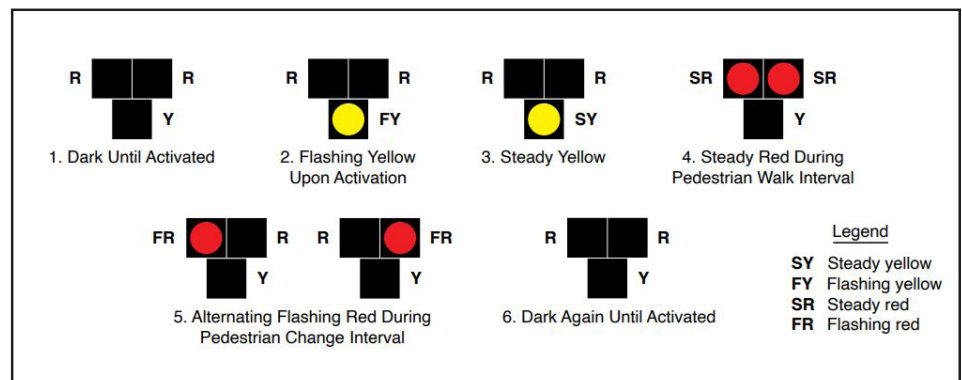 R R
Y
1. Dark Until Activated
R R
FY
2. Flashing Yellow
Upon Activation
R R
SY
3. Steady Yellow
SR SR
Y
4. Steady Red During
Pedestrian Walk Interval
FR R
Y
R FR
Y
5. Alternating Flashing Red During
Pedestrian Change Interval
R R
Y
6. Dark Again Until Activated
Legend
SY Steady yellow
FY Flashing yellow
SR Steady red
FR Flashing red